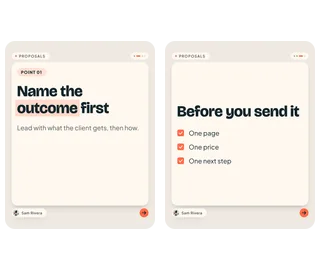 PROPOSALS
POINT 01
Name the
outcome first
Lead with what the client gets, then how.
Sam Rivera
PROPOSALS
Before you send it
One page
One price
One next step
Sam Rivera